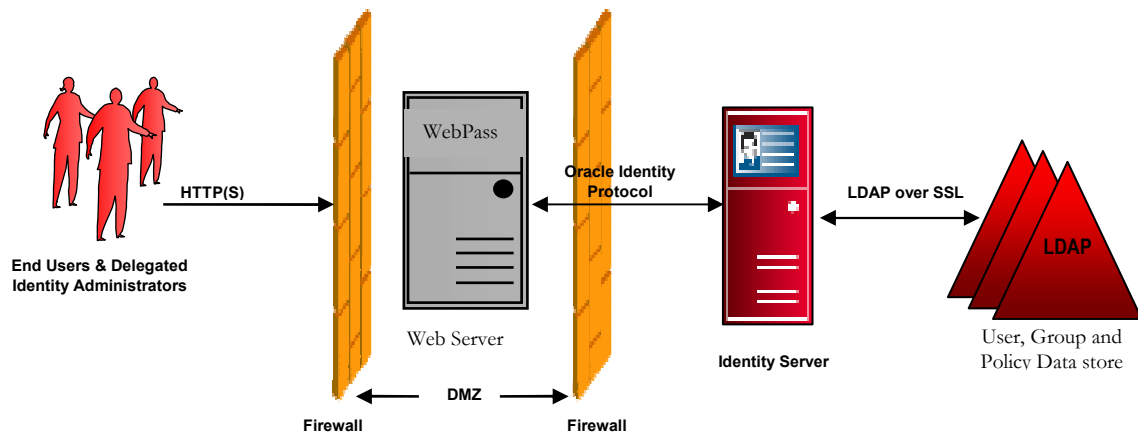 WebPass
Oracle Identity
Protocol
HTTP(S)
LDAP over SSL
LDAP
End Users & Delegated
Identity Administrators
Web Server
Identity Server
User, Group and
Policy Data store
DMZ
Firewall
Firewall